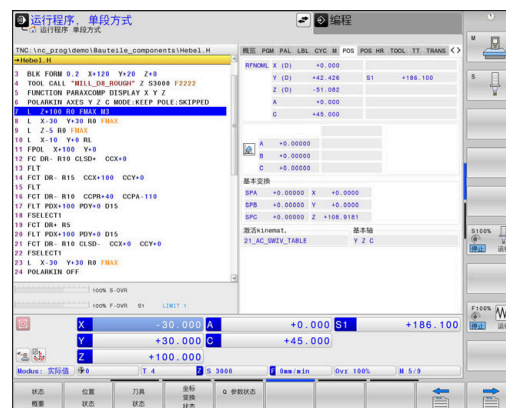 运行程序, 单段方式
运行程序, 单段方式
编程
TNC:\nc_prog\demo\Bauteile_components\Hebel.H
→Hebel.H
3 BLK FORM 0.2 X+120 Y+20 Z+0
4 TOOL CALL "MILL_D8_ROUGH" Z S3000 F2222
5 FUNCTION PARAXCOMP DISPLAY X Y Z
6 POLARKIN AXES Y Z C MODE:KEEP POLE:SKIPPED
7 L Z+100 R0 FMAX M3
8 L X-30 Y+30 R0 FMAX
9 L Z-5 R0 FMAX
10 L X-10 Y+0 RL
11 FPOL X+100 Y+0
12 FC DR- R10 CLSD+ CCX+0
13 FLT
14 FCT DR- R15 CCX+100 CCY+0
15 FLT
16 FCT DR- R10 CCPR+40 CCPA-110
17 FLT PDX+100 PDY+0 D15
18 FSELECT1
19 FCT DR+ R5
20 FLT PDX+100 PDY+0 D15
21 FCT DR- R10 CLSD- CCX+0 CCY+0
22 FSELECT1
23 L X-30 Y+30 R0 FMAX
24 POLARKIN OFF
100% S-OVR
100% F-OVR S1 LIMIT 1
概览 PGM PAL LBL CYC M POS POS HR TOOL TT TRANS
RFNOML X (D) +0.000
Y (D) +42.426 S1 +186.100
Z (D) -51.082
A +0.000
C +45.000
A +0.00000
B +0.00000
C +0.00000
基本变换
SPA +0.00000 X +0.0000
SPB +0.00000 Y +0.0000
SPC +0.00000 Z +108.9181
激活kinemat. 基本轴
21_AC_SWIV_TABLE Y Z C
X -30.000 A +0.000 S1 +186.100
Y +30.000 C +45.000
Z +100.000
Modus: 实际值 0 T 4 Z S 3000 F 0mm/min Ovr 100% M 5/9
状态 概要
位置 状态
刀具 状态
坐标 变换 状态
Q 参数状态
M
S
S100%
停止
F100%
停止